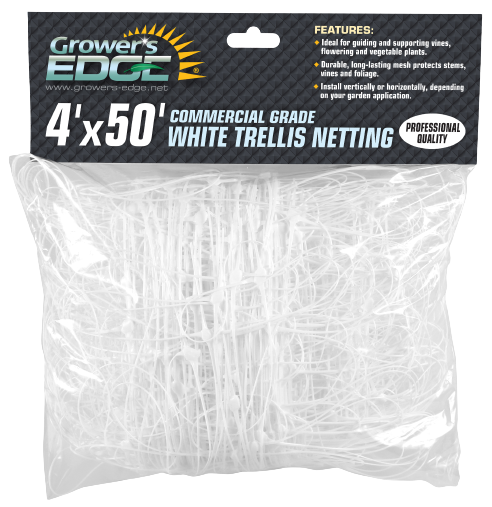 Grower's
EDGE®
www.growers-edge.net
FEATURES:
Ideal for guiding and supporting vines,
flowering and vegetable plants.
Durable, long-lasting mesh protects stems,
vines and foliage.
Install vertically or horizontally, depending
on your garden application.
4'x50'
COMMERCIAL GRADE
WHITE TRELLIS NETTING
PROFESSIONAL
QUALITY